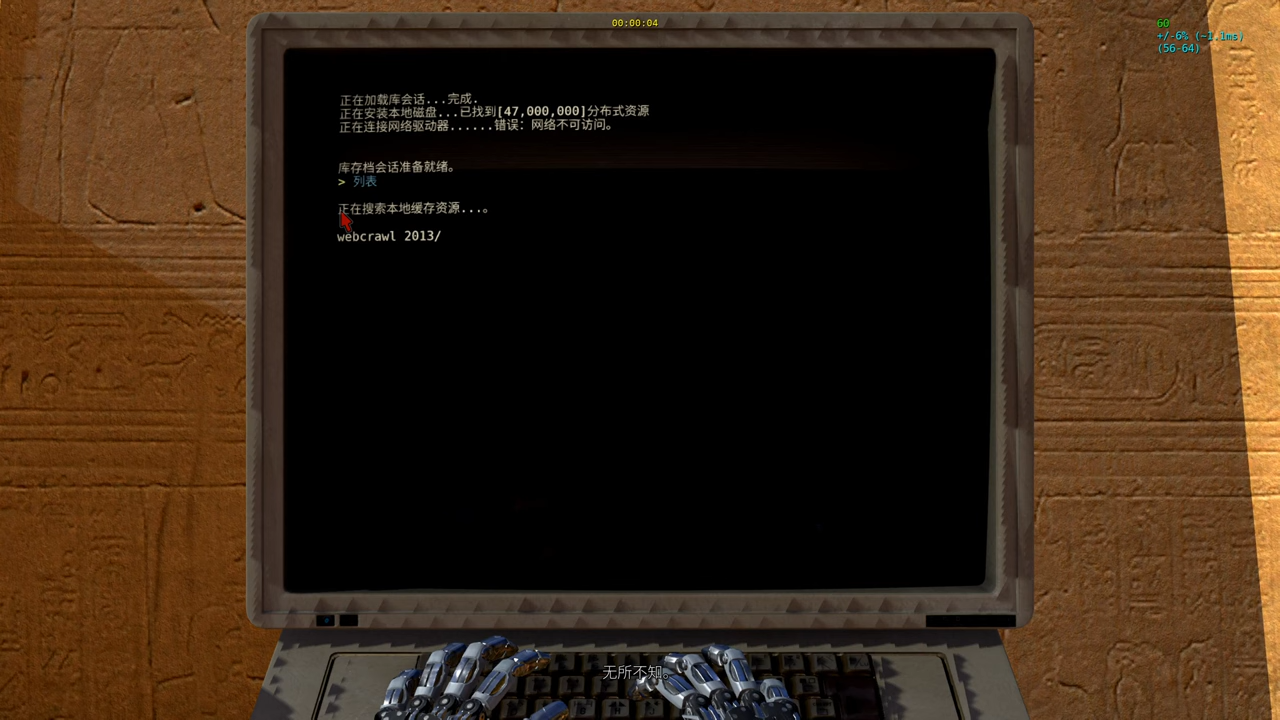 00:00:04
60
+/-6% (~1.1ms)
(56-64)
正在加载库会话...完成.
正在安装本地磁盘...已找到[47,000,000]分布式资源
正在连接网络驱动器......错误：网络不可访问。
库存档会话准备就绪。
> 列表
正在搜索本地缓存资源...。
webcrawl 2013/
无所不知。